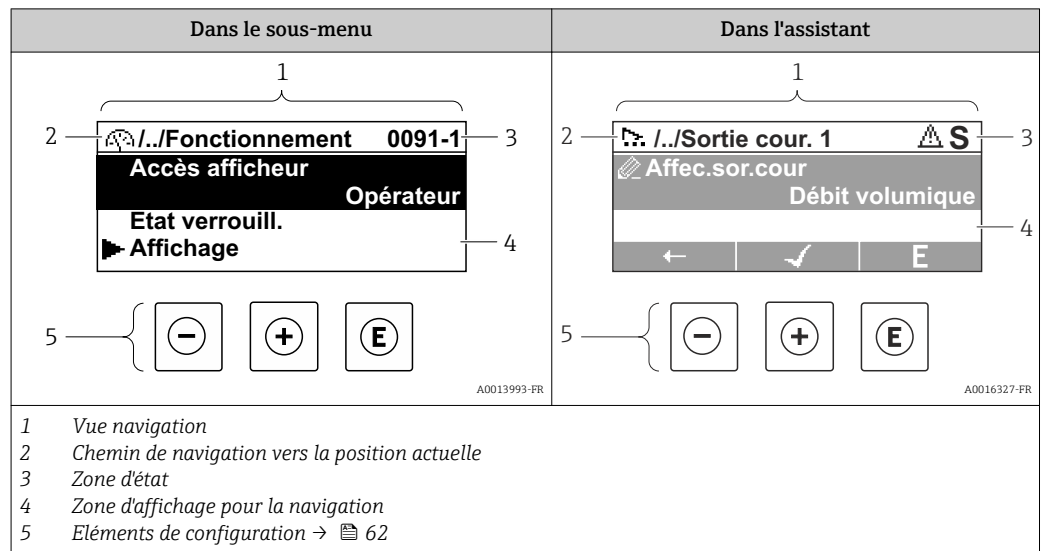 Dans le sous-menu
Dans l'assistant
1
2
/../Fonctionnement 0091-1
3
Accès afficheur
Opérateur
Etat verrouill.
Affichage
4
5
- + E
A0013993-FR
1
2
/../Sortie cour. 1 S
3
Affec.sor.cour
Débit volumique
4
← ✓ E
5
- + E
A0016327-FR
1 Vue navigation
2 Chemin de navigation vers la position actuelle
3 Zone d'état
4 Zone d'affichage pour la navigation
5 Eléments de configuration → 62